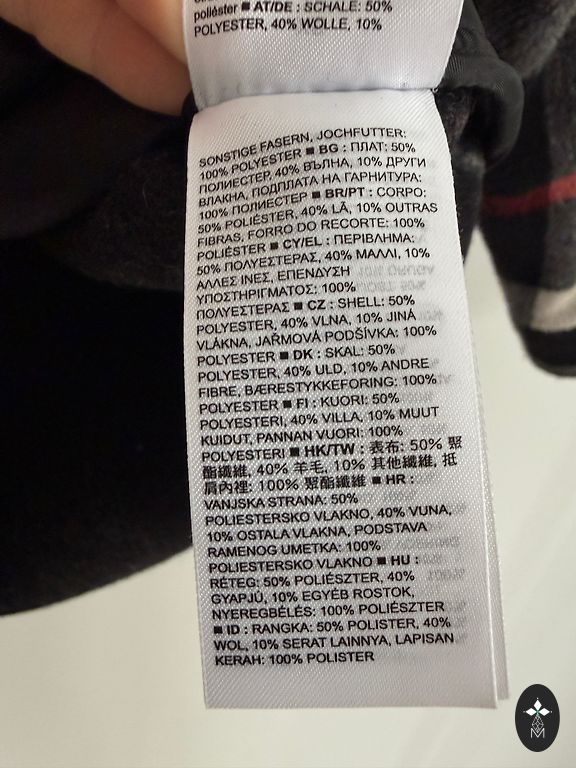 poliéster ■ AT/DE : SCHALE: 50%
POLYESTER, 40% WOLLE, 10%
SONSTIGE FASERN, JOCHFUTTER:
100% POLYESTER ■ BG : ПЛАТ: 50%
ПОЛИЕСТЕР, 40% ВЪЛНА, 10% ДРУГИ
ВЛАКНА, ПОДПЛАТА НА ГАРНИТУРА:
100% ПОЛИЕСТЕР ■ BR/PT : CORPO:
50% POLIÉSTER, 40% LÃ, 10% OUTRAS
FIBRAS, FORRO DO RECORTE: 100%
POLIÉSTER ■ CY/EL : ΠΕΡΙΒΛΗΜΑ:
50% ΠΟΛΥΕΣΤΕΡΑΣ, 40% ΜΑΛΛΙ, 10%
ΑΛΛΕΣ ΙΝΕΣ, ΕΠΕΝΔΥΣΗ
ΥΠΟΣΤΗΡΙΓΜΑΤΟΣ: 100%
ΠΟΛΥΕΣΤΕΡΑΣ ■ CZ : SHELL: 50%
POLYESTER, 40% VLNA, 10% JINÁ
VLÁKNA, JAŘMOVÁ PODŠÍVKA: 100%
POLYESTER ■ DK : SKAL: 50%
POLYESTER, 40% ULD, 10% ANDRE
FIBRE, BÆRESTYKKEFORING: 100%
POLYESTER ■ FI : KUORI: 50%
POLYESTERI, 40% VILLA, 10% MUUT
KUIDUT, PANNAN VUORI: 100%
POLYESTERI ■ HK/TW : 表布: 50% 聚
酯纖維, 40% 羊毛, 10% 其他纖維, 抵
肩內裡: 100% 聚酯纖維 ■ HR :
VANJSKA STRANA: 50%
POLIESTERSKO VLAKNO, 40% VUNA,
10% OSTALA VLAKNA, PODSTAVA
RAMENOG UMETKA: 100%
POLIESTERSKO VLAKNO ■ HU :
RÉTEG: 50% POLIÉSZTER, 40%
GYAPJÚ, 10% EGYÉB ROSTOK,
NYEREGBÉLÉS: 100% POLIÉSZTER
■ ID : RANGKA: 50% POLISTER, 40%
WOL, 10% SERAT LAINNYA, LAPISAN
KERAH: 100% POLISTER